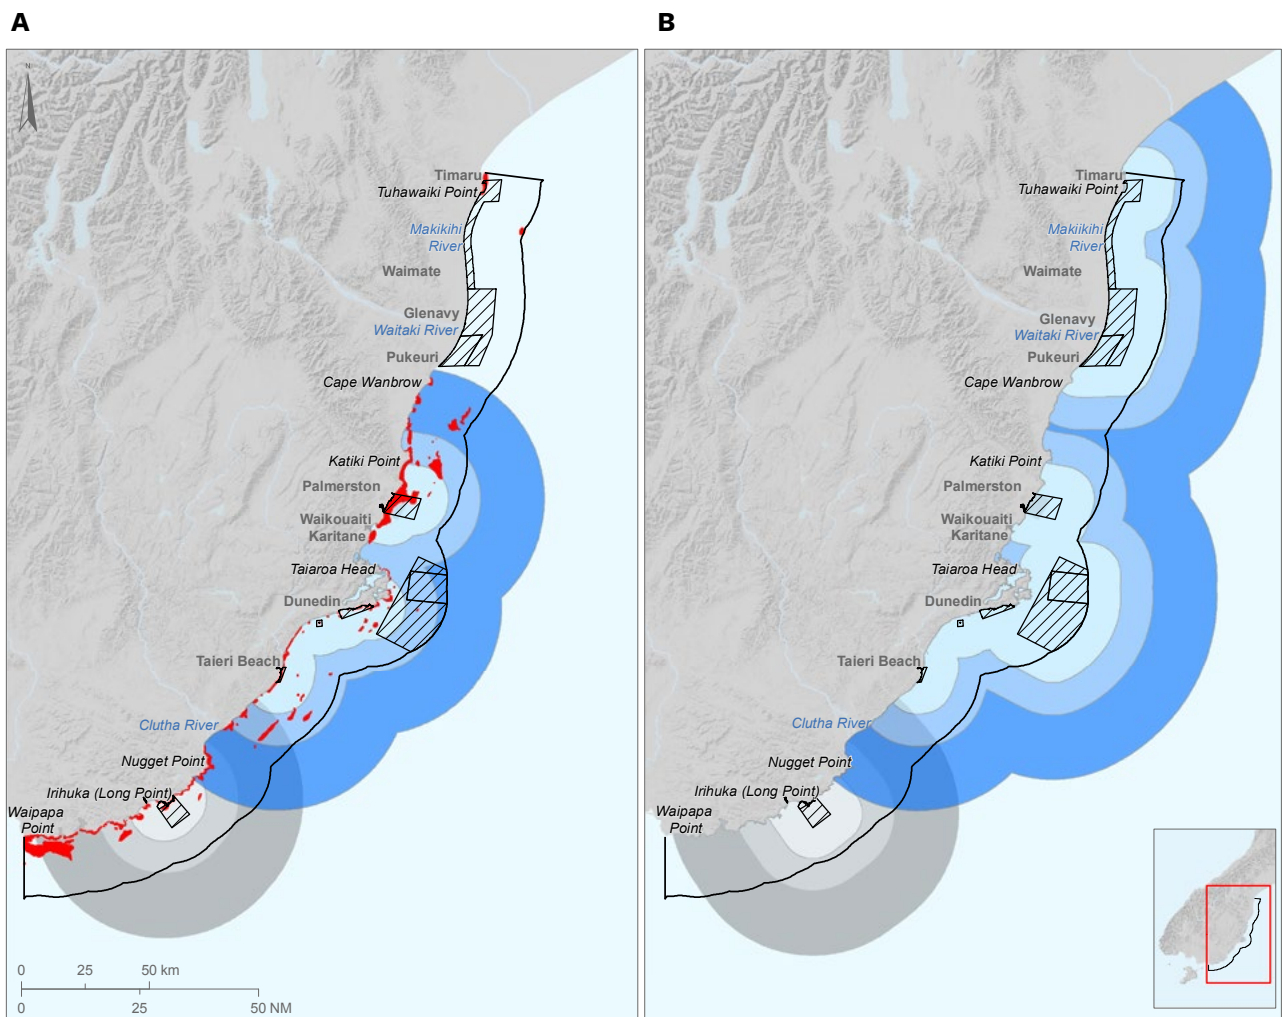 A
B
N
Timaru
Tuhawaiki Point
Makikihi
River
Waimate
Glenavy
Waitaki River
Pukeuri
Cape Wanbrow
Katiki Point
Palmerston
Waikouaiti
Karitane
Taiaroa Head
Dunedin
Taieri Beach
Clutha River
Nugget Point
Irihuka (Long Point)
Waipapa
Point
0 25 50 km
0 25 50 NM
Timaru
Tuhawaiki Point
Makiikihi
River
Waimate
Glenavy
Waitaki River
Pukeuri
Cape Wanbrow
Katiki Point
Palmerston
Waikouaiti
Karitane
Taiaroa Head
Dunedin
Taieri Beach
Clutha River
Nugget Point
Irihuka (Long Point)
Waipapa
Point